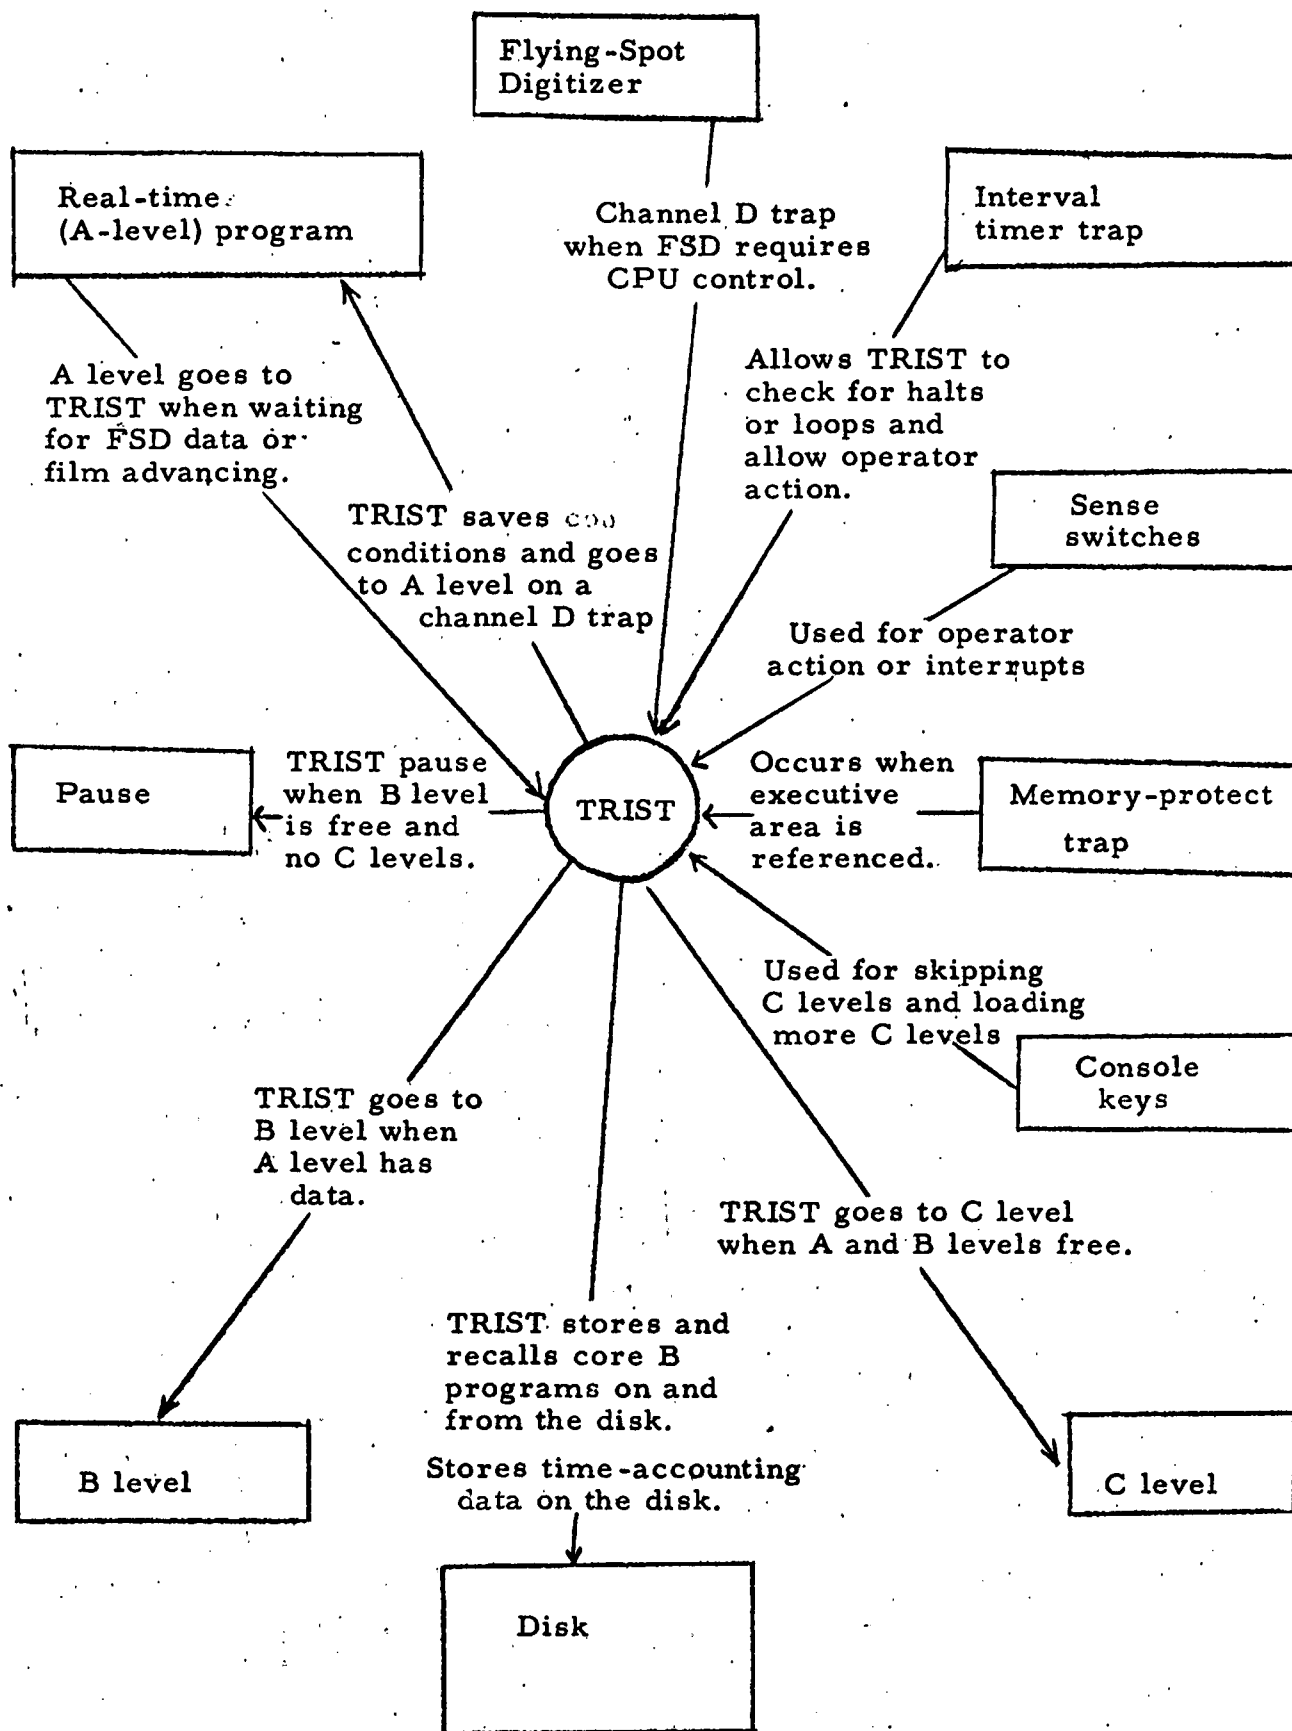 Flying-Spot
Digitizer
Real-time
(A-level) program
Interval
timer trap
Channel D trap
when FSD requires
CPU control.
A level goes to
TRIST when waiting
for FSD data or
film advancing.
Allows TRIST to
check for halts
or loops and
allow operator
action.
TRIST saves
conditions and goes
to A level on a
channel D trap
Sense
switches
Used for operator
action or interrupts
Pause
TRIST pause
when B level
is free and
no C levels.
TRIST
Occurs when
executive
area is
referenced.
Memory-protect
trap
Used for skipping
C levels and loading
more C levels
Console
keys
TRIST goes to
B level when
A level has
data.
TRIST goes to C level
when A and B levels free.
TRIST stores and
recalls core B
programs on and
from the disk.
Stores time-accounting
data on the disk.
B level
C level
Disk